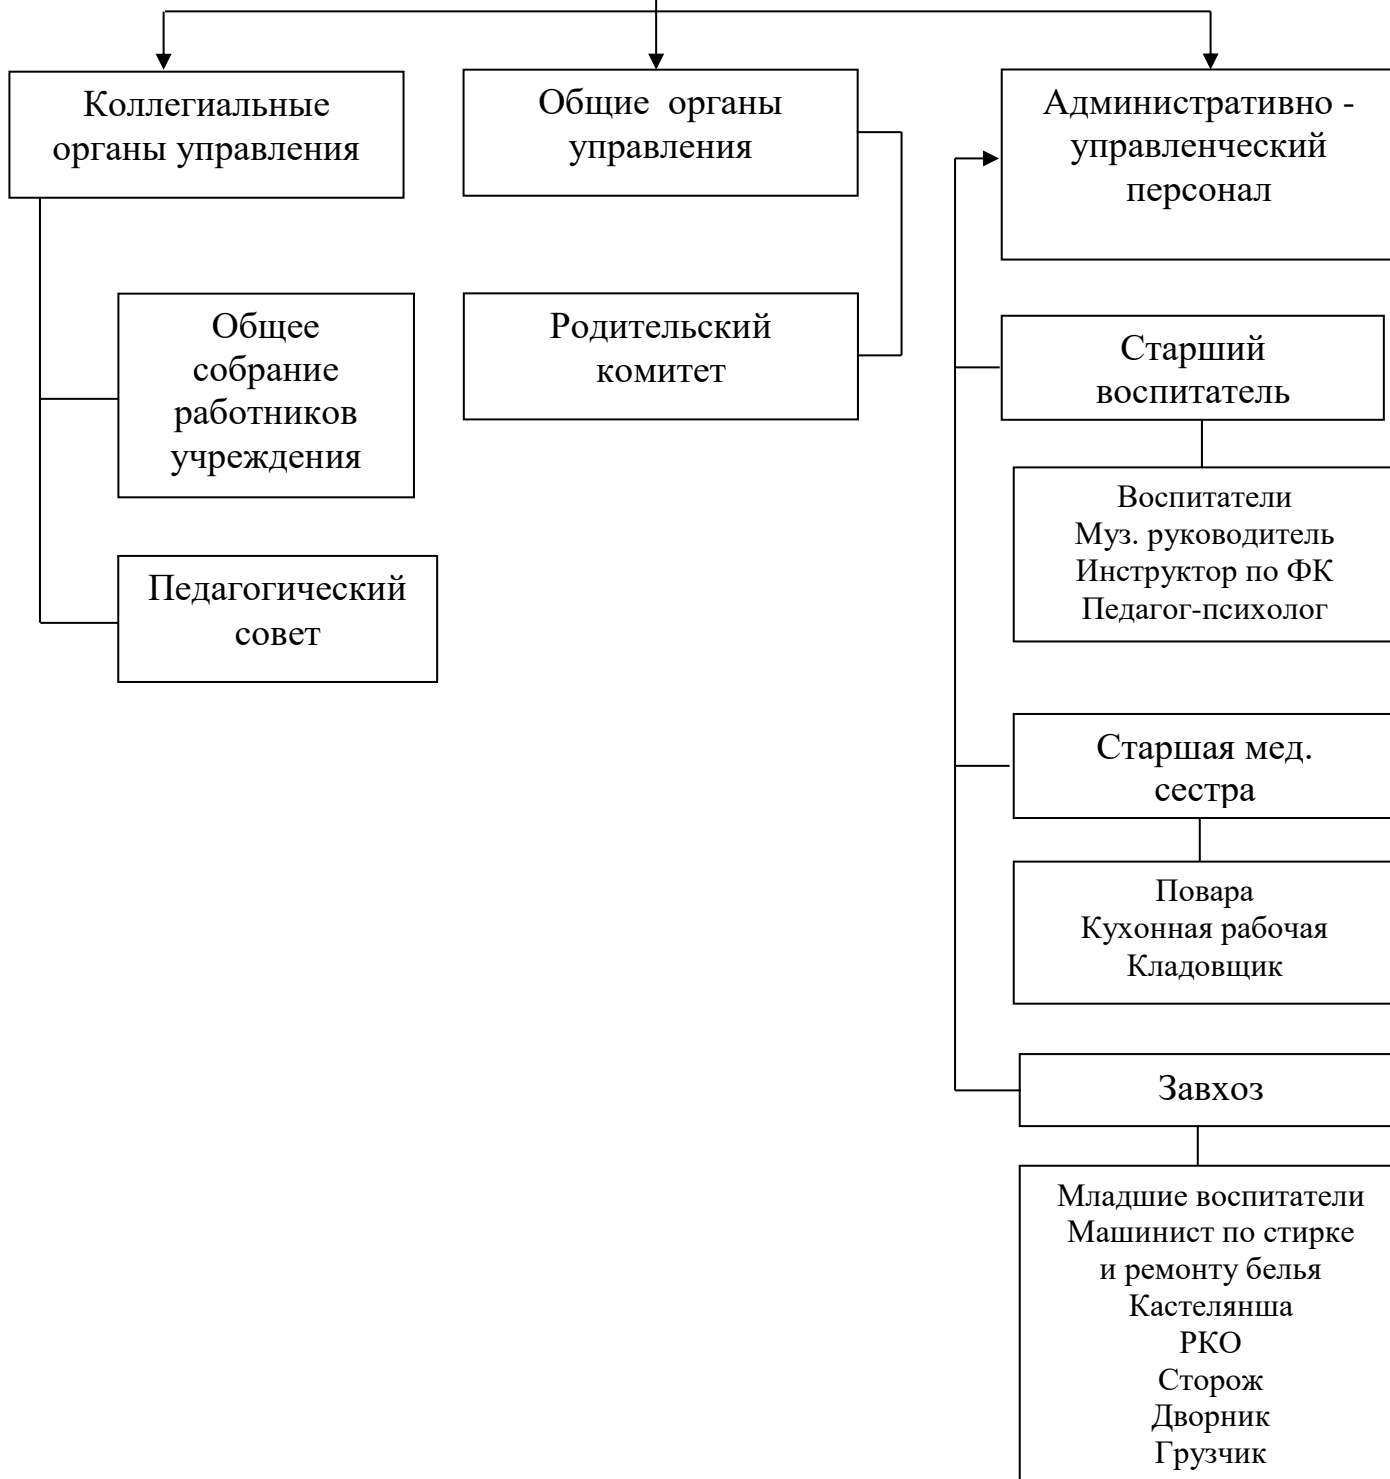 Коллегиальные
органы управления
Общие органы
управления
Административно -
управленческий
персонал
Общее
собрание
работников
учреждения
Родительский
комитет
Старший
воспитатель
Воспитатели
Муз. руководитель
Инструктор по ФК
Педагог-психолог
Педагогический
совет
Старшая мед.
сестра
Повара
Кухонная рабочая
Кладовщик
Завхоз
Младшие воспитатели
Машинист по стирке
и ремонту белья
Кастелянша
РКО
Сторож
Дворник
Грузчик